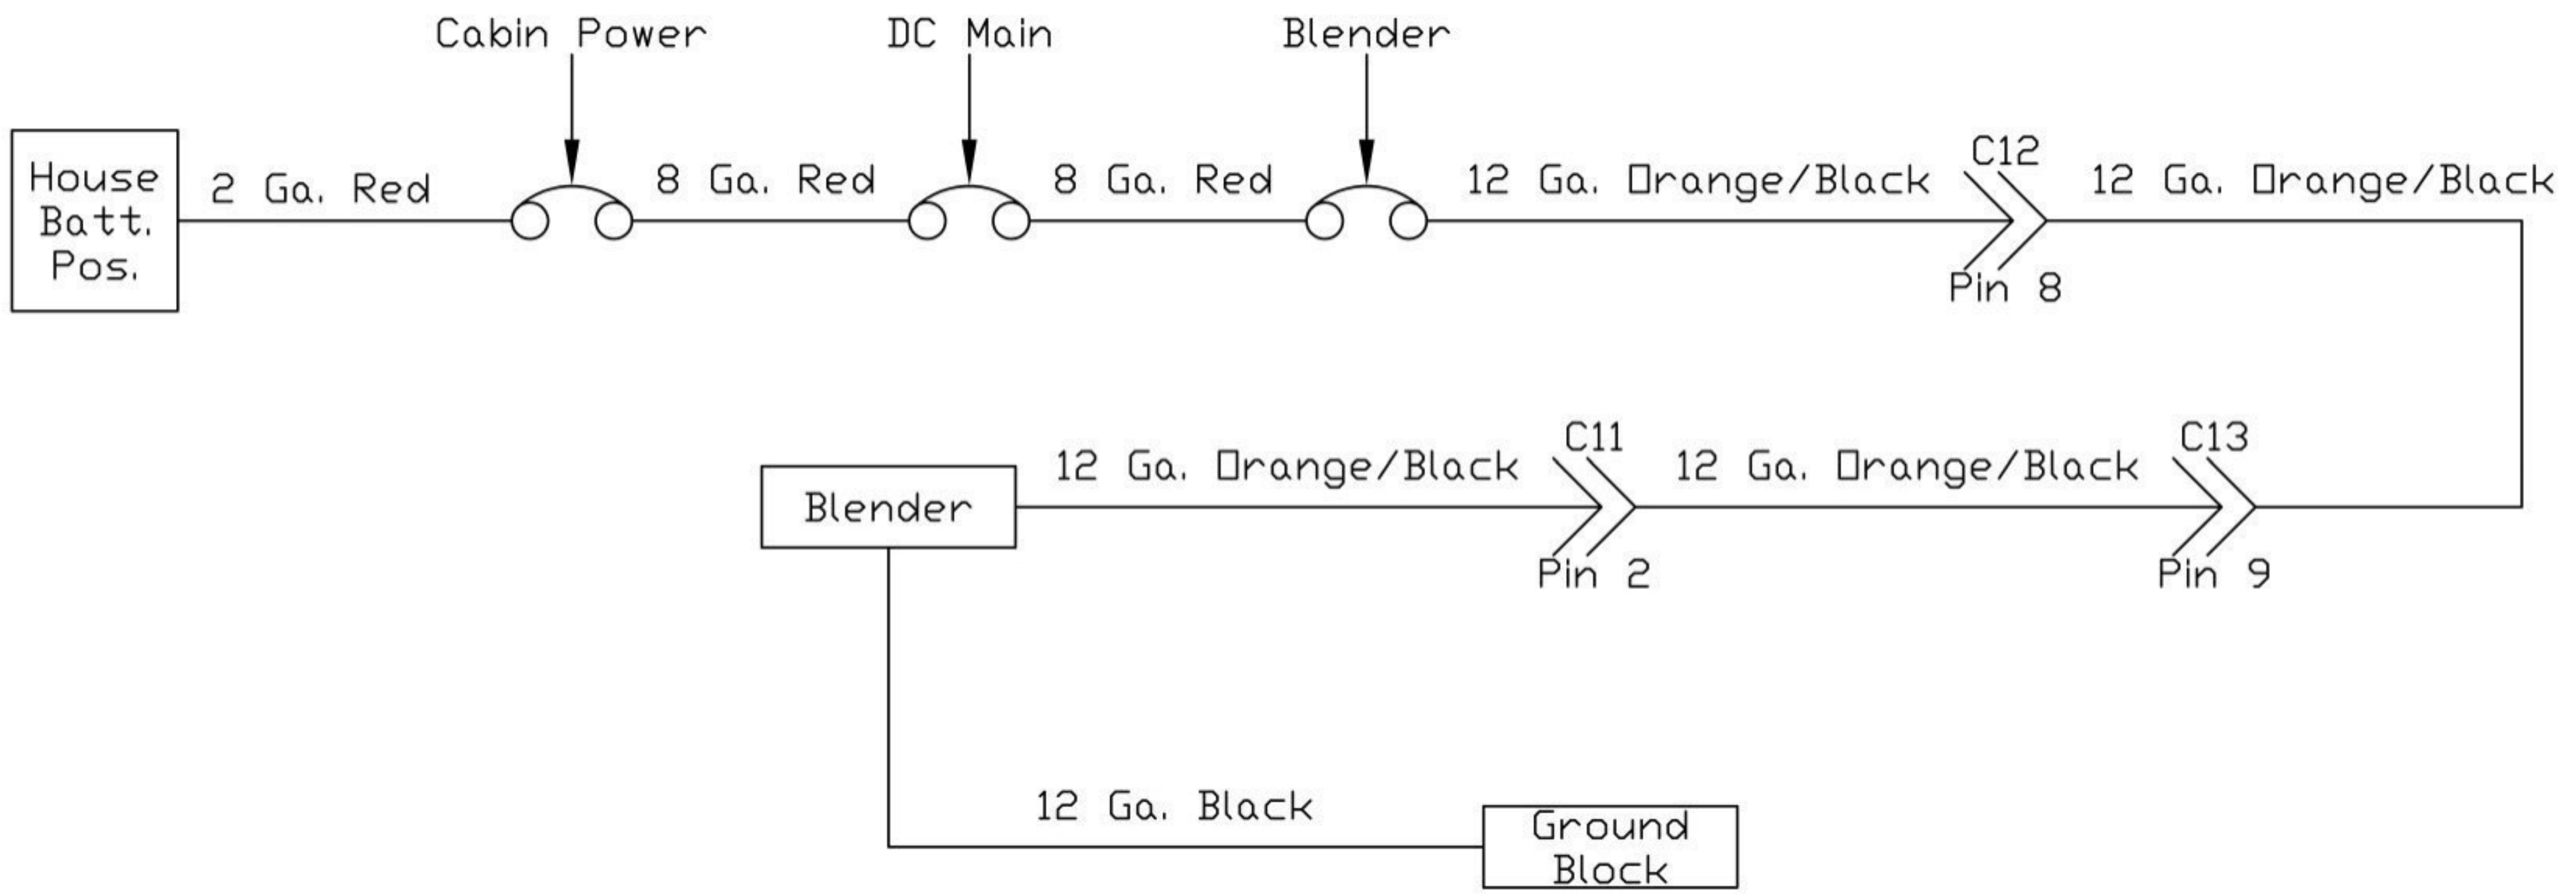 Cabin Power
DC Main
Blender
House
Batt.
Pos.
2 Ga. Red
8 Ga. Red
8 Ga. Red
12 Ga. Orange/Black
C12
Pin 8
12 Ga. Orange/Black
Blender
12 Ga. Orange/Black
C11
Pin 2
12 Ga. Orange/Black
C13
Pin 9
12 Ga. Black
Ground
Block